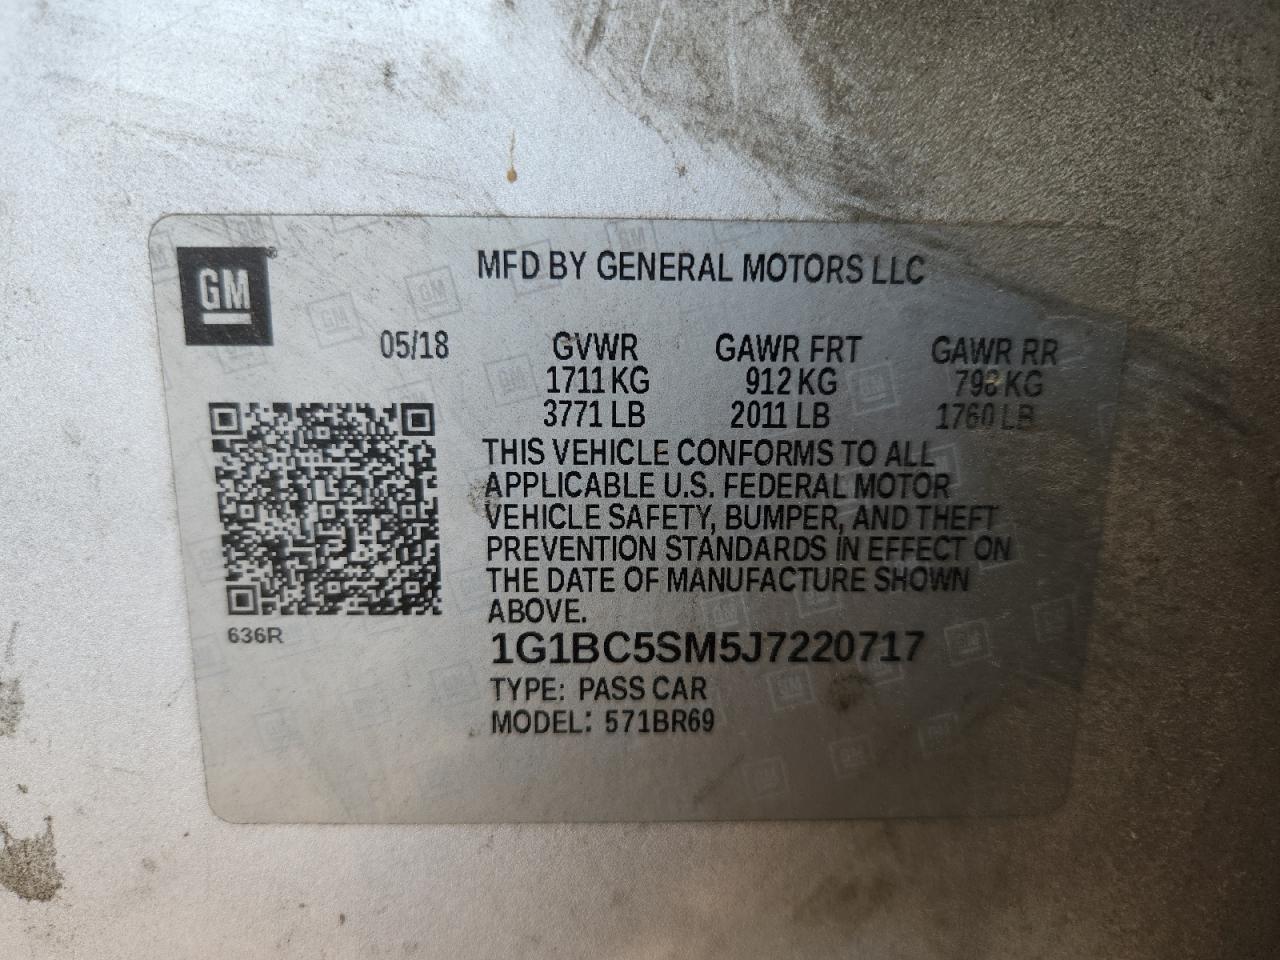 GM
MFD BY GENERAL MOTORS LLC
05/18 GVWR GAWR FRT GAWR RR
1711 KG 912 KG 798 KG
3771 LB 2011 LB 1760 LB
THIS VEHICLE CONFORMS TO ALL
APPLICABLE U.S. FEDERAL MOTOR
VEHICLE SAFETY, BUMPER, AND THEFT
PREVENTION STANDARDS IN EFFECT ON
THE DATE OF MANUFACTURE SHOWN
ABOVE.
636R
1G1BC5SM5J7220717
TYPE: PASS CAR
MODEL: 571BR69